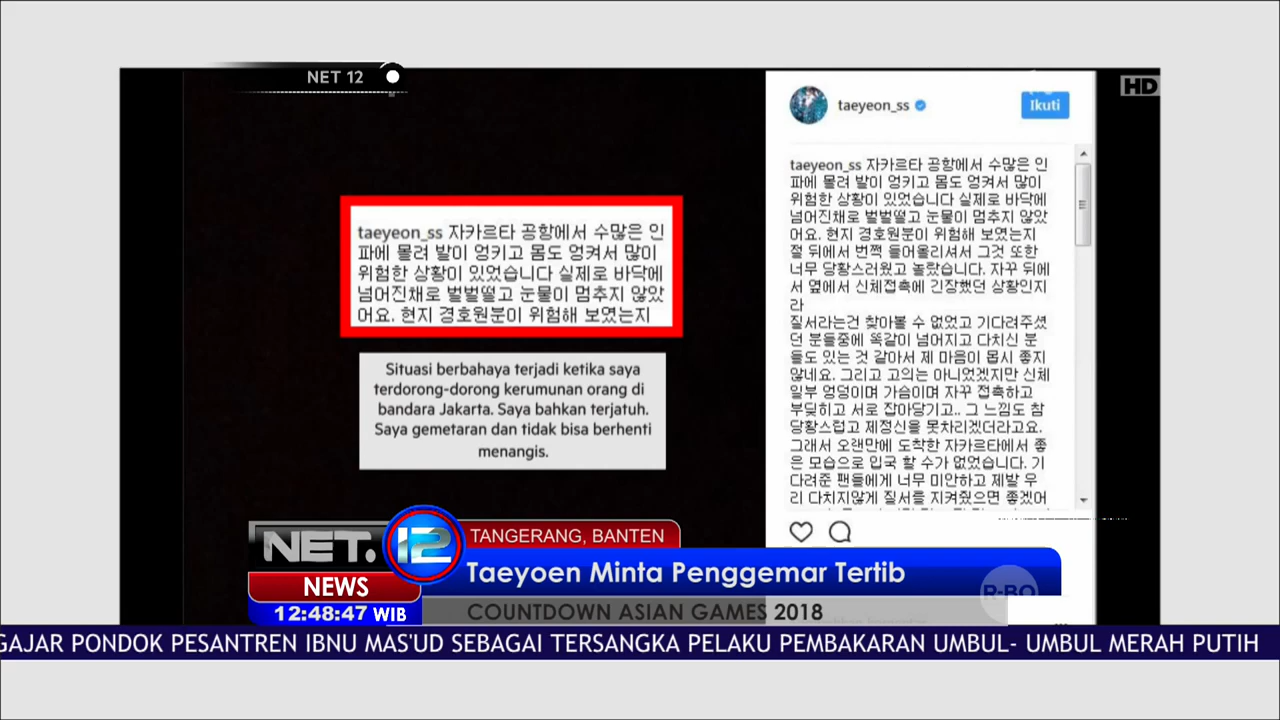 NET 12
HD
taeyeon_ss
Ikuti
taeyeon_ss 자카르타 공항에서 수많은 인
파에 몰려 발이 엉키고 몸도 엉켜서 많이
위험한 상황이 있었습니다 실제로 바닥에
넘어진채로 벌벌떨고 눈물이 멈추지 않았
어요. 현지 경호원분이 위험해 보였는지
절 뒤에서 번쩍 들어올리셔서 그것 또한
너무 당황스러웠고 놀랐습니다. 자꾸 뒤에
서 옆에서 신체접촉에 긴장했던 상황인지
라
질서라는건 찾아볼 수 없었고 기다려주셨
던 분들중에 똑같이 넘어지고 다치신 분
들도 있는 것 같아서 제 마음이 몹시 좋지
않네요. 그리고 고의는 아니었겠지만 신체
일부 엉덩이며 가슴이며 자꾸 접촉하고
부딪히고 서로 잡아당기고.. 그 느낌도 참
당황스럽고 제정신을 못차리겠더라고요.
그래서 오랜만에 도착한 자카르타에서 좋
은 모습으로 입국 할 수가 없었습니다. 기
다려준 팬들에게 너무 미안하고 제발 우
리 다치지않게 질서를 지켜줬으면 좋겠어
taeyeon_ss 자카르타 공항에서 수많은 인
파에 몰려 발이 엉키고 몸도 엉켜서 많이
위험한 상황이 있었습니다 실제로 바닥에
넘어진채로 벌벌떨고 눈물이 멈추지 않았
어요. 현지 경호원분이 위험해 보였는지
Situasi berbahaya terjadi ketika saya
terdorong-dorong kerumunan orang di
bandara Jakarta. Saya bahkan terjatuh.
Saya gemetaran dan tidak bisa berhenti
menangis.
NET. 12
NEWS
12:48:47 WIB
TANGERANG, BANTEN
Taeyoen Minta Penggemar Tertib
R-BO
COUNTDOWN ASIAN GAMES 2018
GAJAR PONDOK PESANTREN IBNU MAS'UD SEBAGAI TERSANGKA PELAKU PEMBAKARAN UMBUL- UMBUL MERAH PUTIH